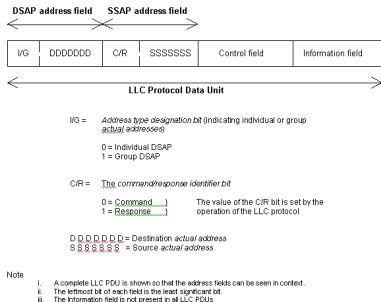 DSAP address field SSAP address field
I/G DDDDDDD C/R SSSSSSS Control field Information field
LLC Protocol Data Unit
I/G = Address type designation bit (indicating individual or group
actual addresses)
0 = Individual DSAP
1 = Group DSAP
C/R = The command/response identifier bit
0 = Command } The value of the C/R bit is set by the
1 = Response } operation of the LLC protocol
D D D D D D D = Destination actual address
S S S S S S S = Source actual address
Note
i. A complete LLC PDU is shown so that the address fields can be seen in context.
ii. The leftmost bit of each field is the least significant bit.
iii. The Information field is not present in all LLC PDUs